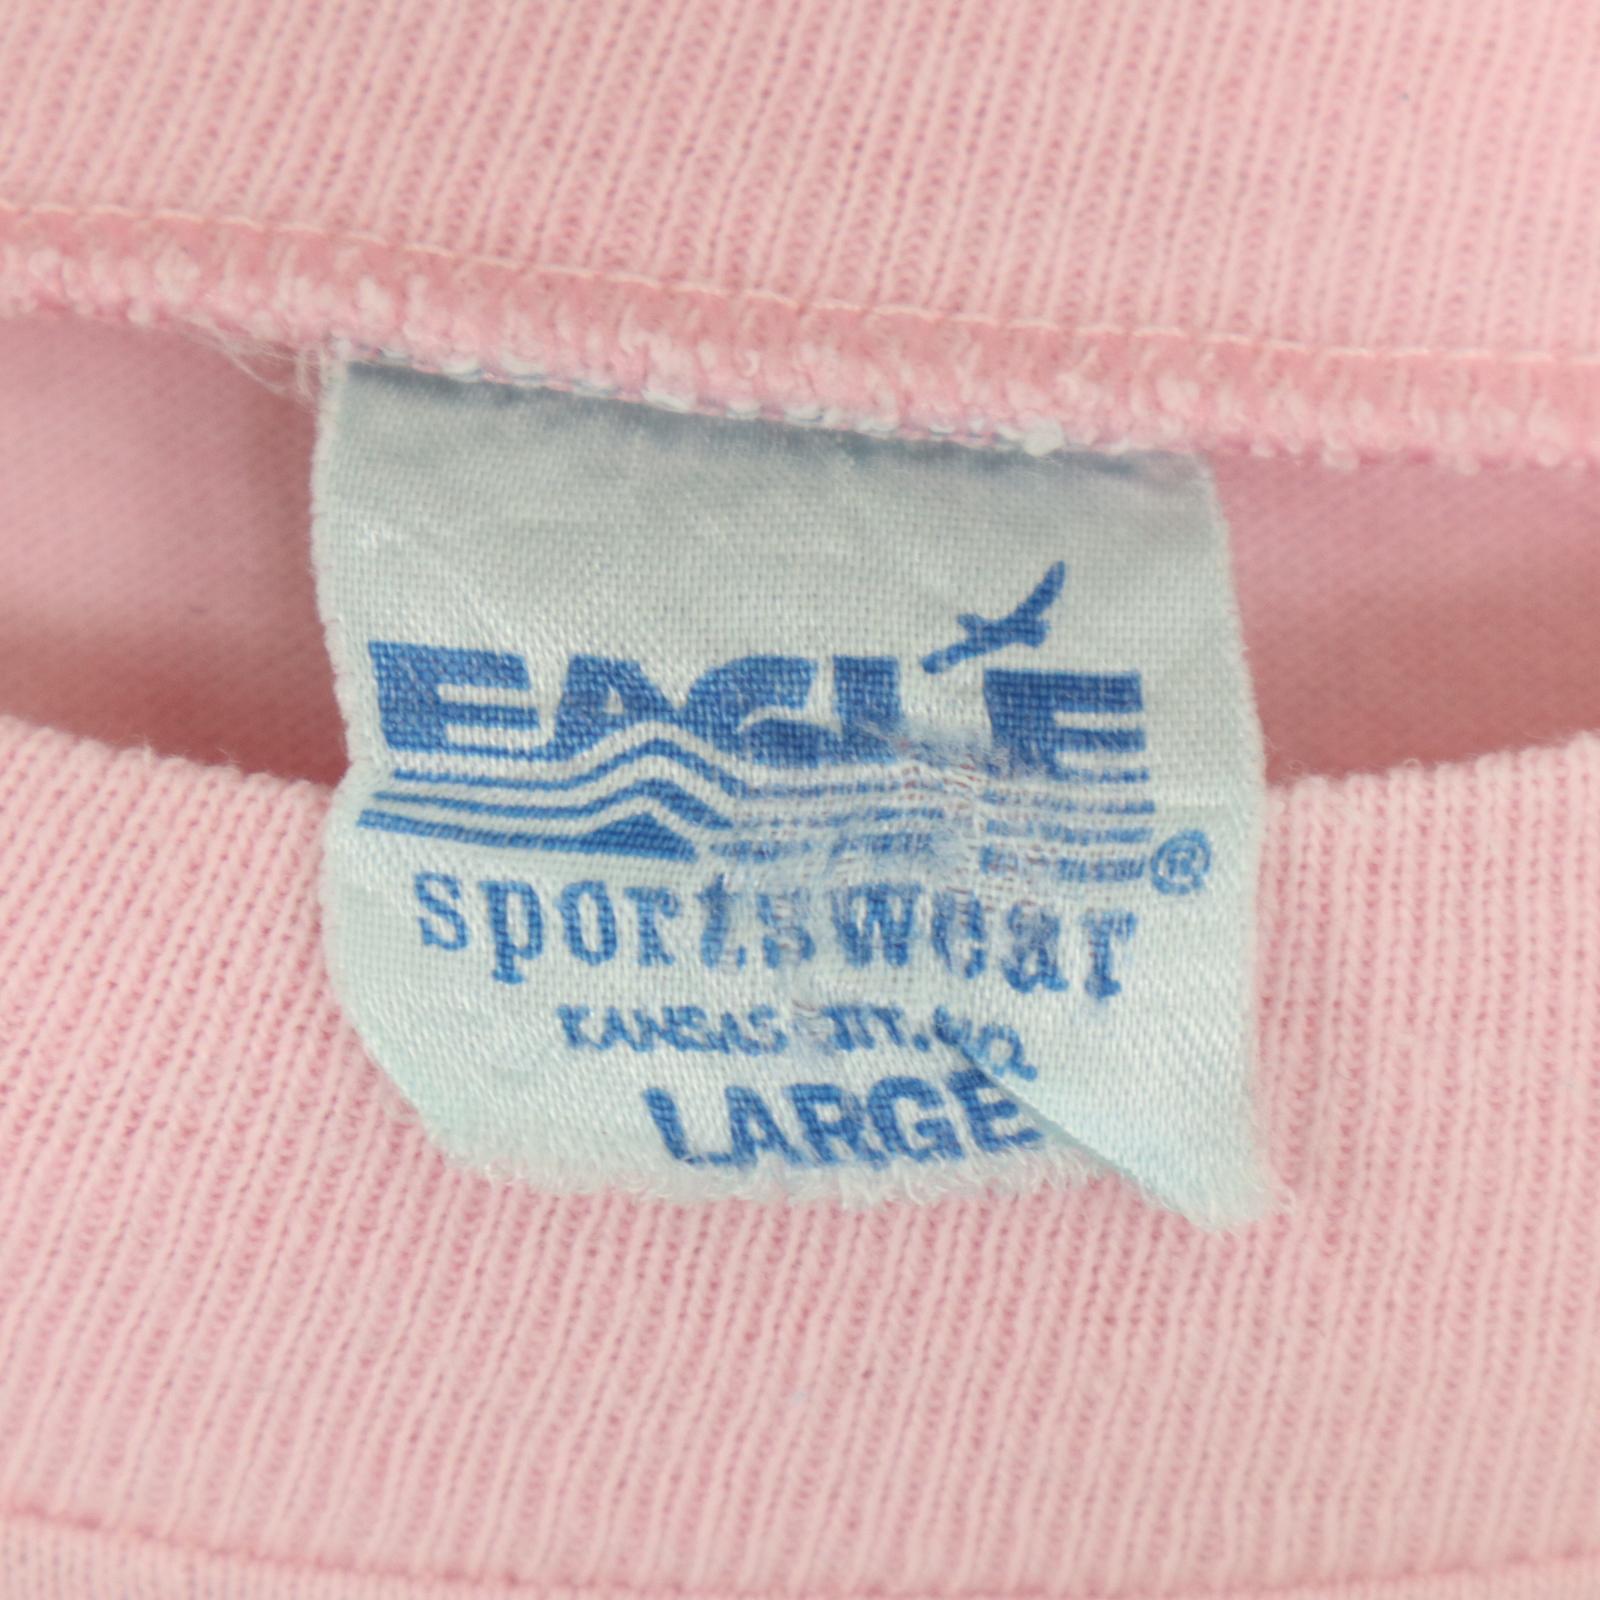 EAGLE
®
sportswear
KANSAS CITY, MO
LARGE